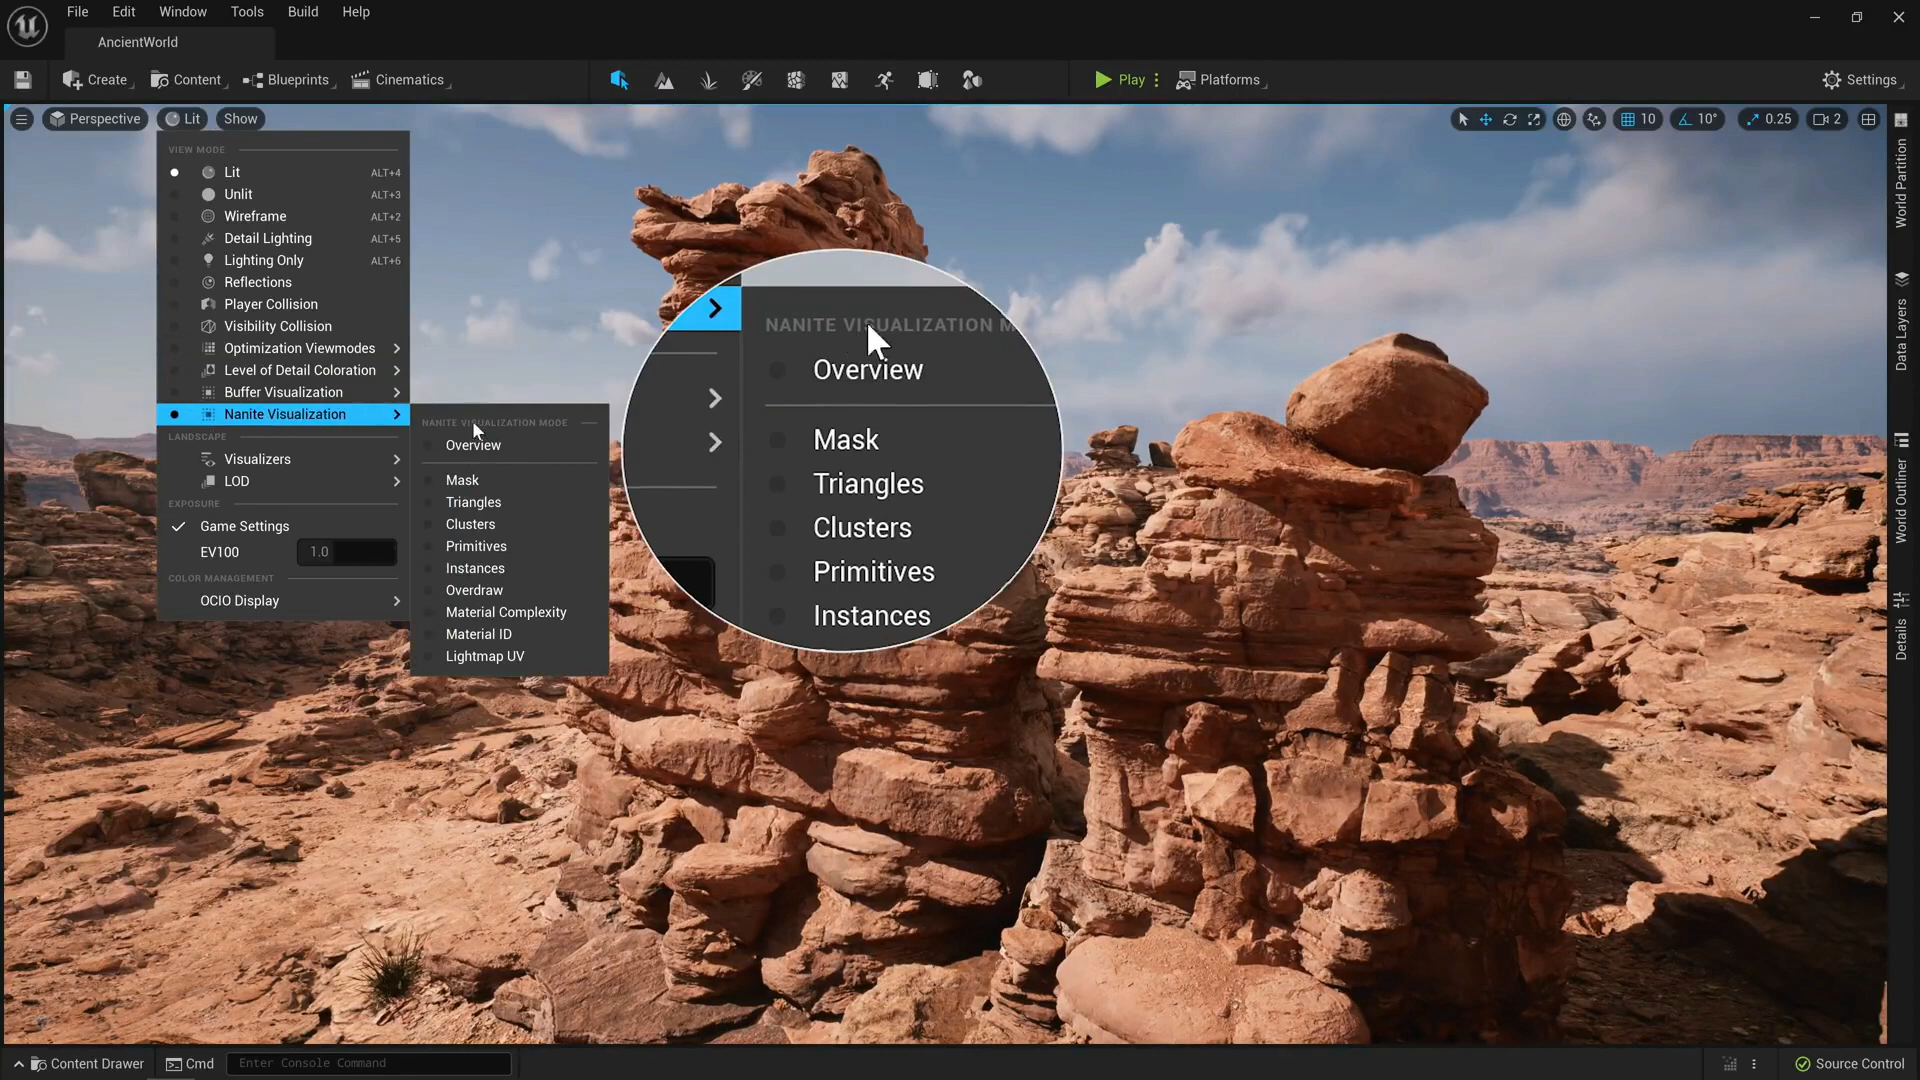 File Edit Window Tools Build Help
AncientWorld
Create Content Blueprints Cinematics Play Platforms Settings
Perspective Lit Show 10 10° 0.25 2
VIEW MODE
Lit ALT+4
Unlit ALT+3
Wireframe ALT+2
Detail Lighting ALT+5
Lighting Only ALT+6
Reflections
Player Collision
Visibility Collision
Optimization Viewmodes
Level of Detail Coloration
Buffer Visualization
Nanite Visualization
LANDSCAPE
Visualizers
LOD
EXPOSURE
Game Settings
EV100 1.0
COLOR MANAGEMENT
OCIO Display
NANITE VISUALIZATION MODE
Overview
Mask
Triangles
Clusters
Primitives
Instances
Overdraw
Material Complexity
Material ID
Lightmap UV
NANITE VISUALIZATION M
Overview
Mask
Triangles
Clusters
Primitives
Instances
World Partition
Data Layers
World Outliner
Details
Content Drawer Cmd Enter Console Command Source Control